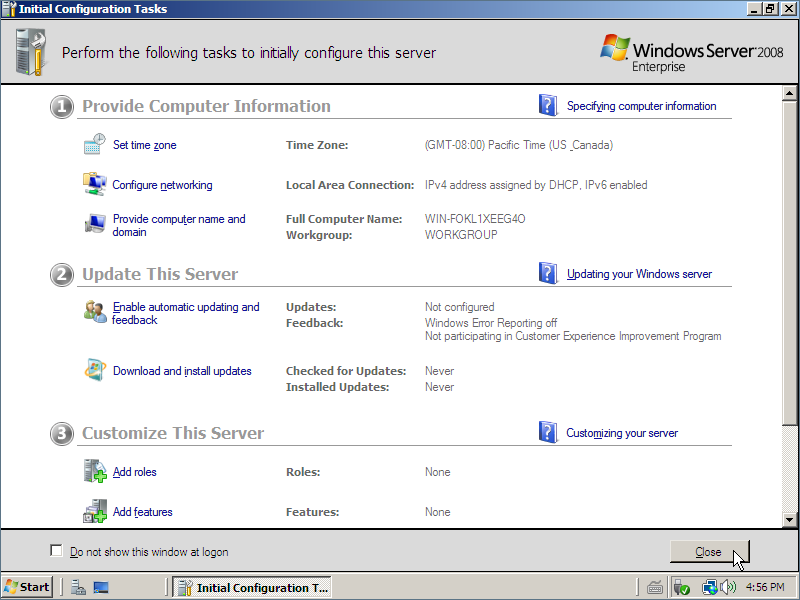 Initial Configuration Tasks
Perform the following tasks to initially configure this server
Windows Server 2008
Enterprise
1 Provide Computer Information
Specifying computer information
Set time zone
Time Zone:
(GMT-08:00) Pacific Time (US_Canada)
Configure networking
Local Area Connection:
IPv4 address assigned by DHCP, IPv6 enabled
Provide computer name and
domain
Full Computer Name:
WIN-FOKL1XEEG4O
Workgroup:
WORKGROUP
2 Update This Server
Updating your Windows server
Enable automatic updating and
feedback
Updates:
Not configured
Feedback:
Windows Error Reporting off
Not participating in Customer Experience Improvement Program
Download and install updates
Checked for Updates:
Never
Installed Updates:
Never
3 Customize This Server
Customizing your server
Add roles
Roles:
None
Add features
Features:
None
Do not show this window at logon
Close
Start
Initial Configuration T...
4:56 PM